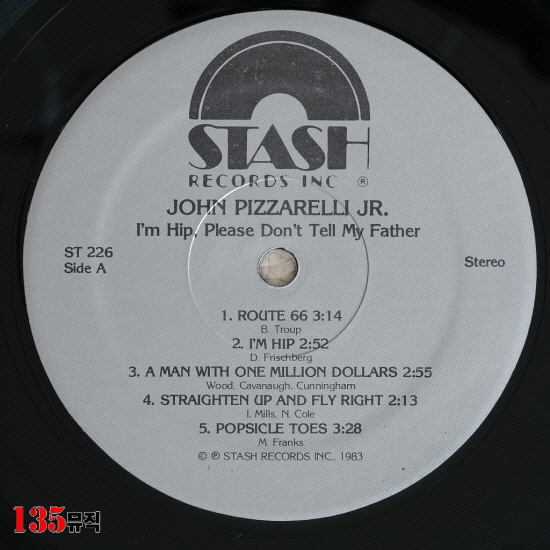 STASH
RECORDS INC ®
JOHN PIZZARELLI JR.
I'm Hip, Please Don't Tell My Father
ST 226
Side A
Stereo
1. ROUTE 66 3:14
B. Troup
2. I'M HIP 2:52
D. Frischberg
3. A MAN WITH ONE MILLION DOLLARS 2:55
Wood, Cavanaugh, Cunningham
4. STRAIGHTEN UP AND FLY RIGHT 2:13
I. Mills, N. Cole
5. POPSICLE TOES 3:28
M. Franks
© ℗ STASH RECORDS INC., 1983
135뮤직